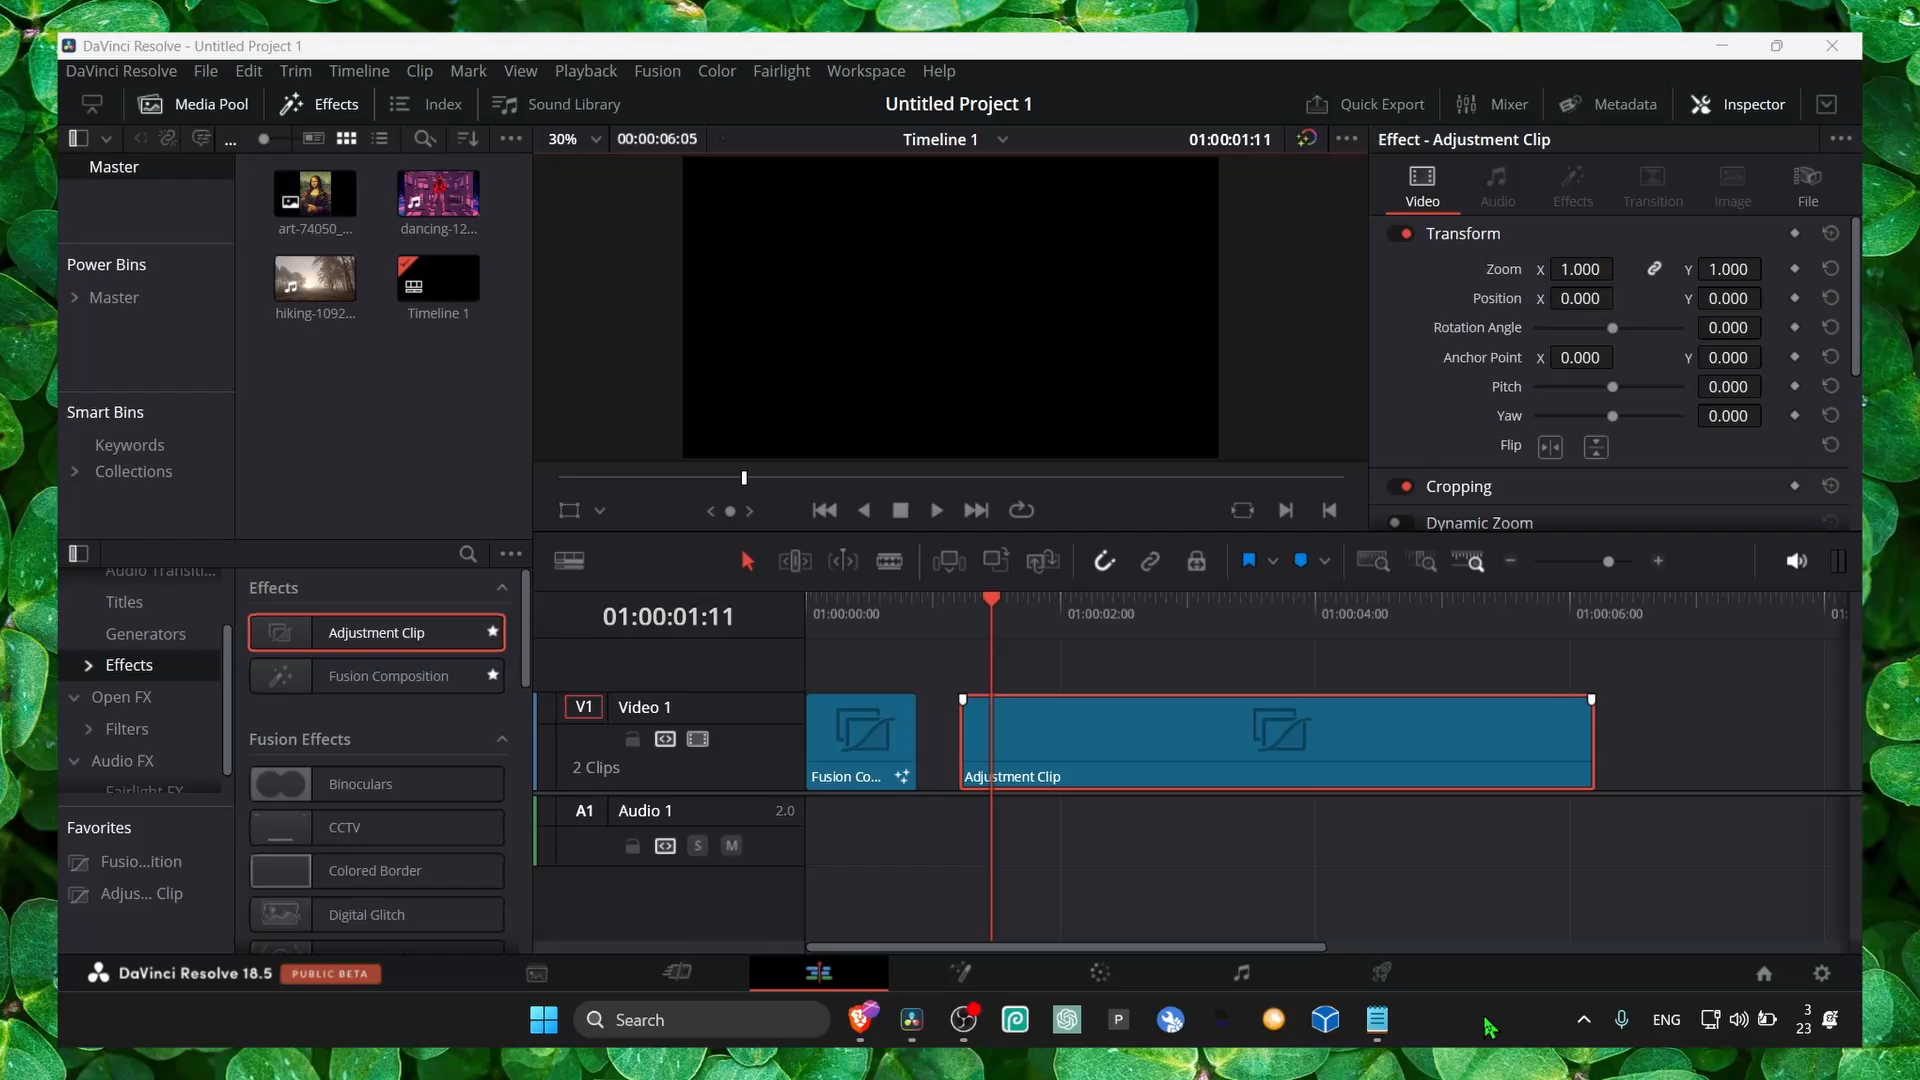 DaVinci Resolve - Untitled Project 1
DaVinci Resolve File Edit Trim Timeline Clip Mark View Playback Fusion Color Fairlight Workspace Help
Media Pool Effects Index Sound Library Untitled Project 1 Quick Export Mixer Metadata Inspector
... 30% 00:00:06:05 Timeline 1 01:00:01:11 Effect - Adjustment Clip
Master
art-74050_...
dancing-12...
hiking-1092...
Timeline 1
Power Bins
Master
Smart Bins
Keywords
Collections
Video Audio Effects Transition Image File
Transform
Zoom X 1.000 Y 1.000
Position X 0.000 Y 0.000
Rotation Angle 0.000
Anchor Point X 0.000 Y 0.000
Pitch 0.000
Yaw 0.000
Flip
Cropping
Dynamic Zoom
Audio Transiti...
Titles
Generators
Effects
Open FX
Filters
Audio FX
Fairlight FX
Favorites
Fusio...ition
Adjus... Clip
Effects
Adjustment Clip
Fusion Composition
Fusion Effects
Binoculars
CCTV
Colored Border
Digital Glitch
01:00:01:11
01:00:00:00 01:00:02:00 01:00:04:00 01:00:06:00 01:
V1 Video 1
2 Clips
Fusion Co...
Adjustment Clip
A1 Audio 1 2.0
S M
DaVinci Resolve 18.5 PUBLIC BETA
Search
P
ENG
3
23